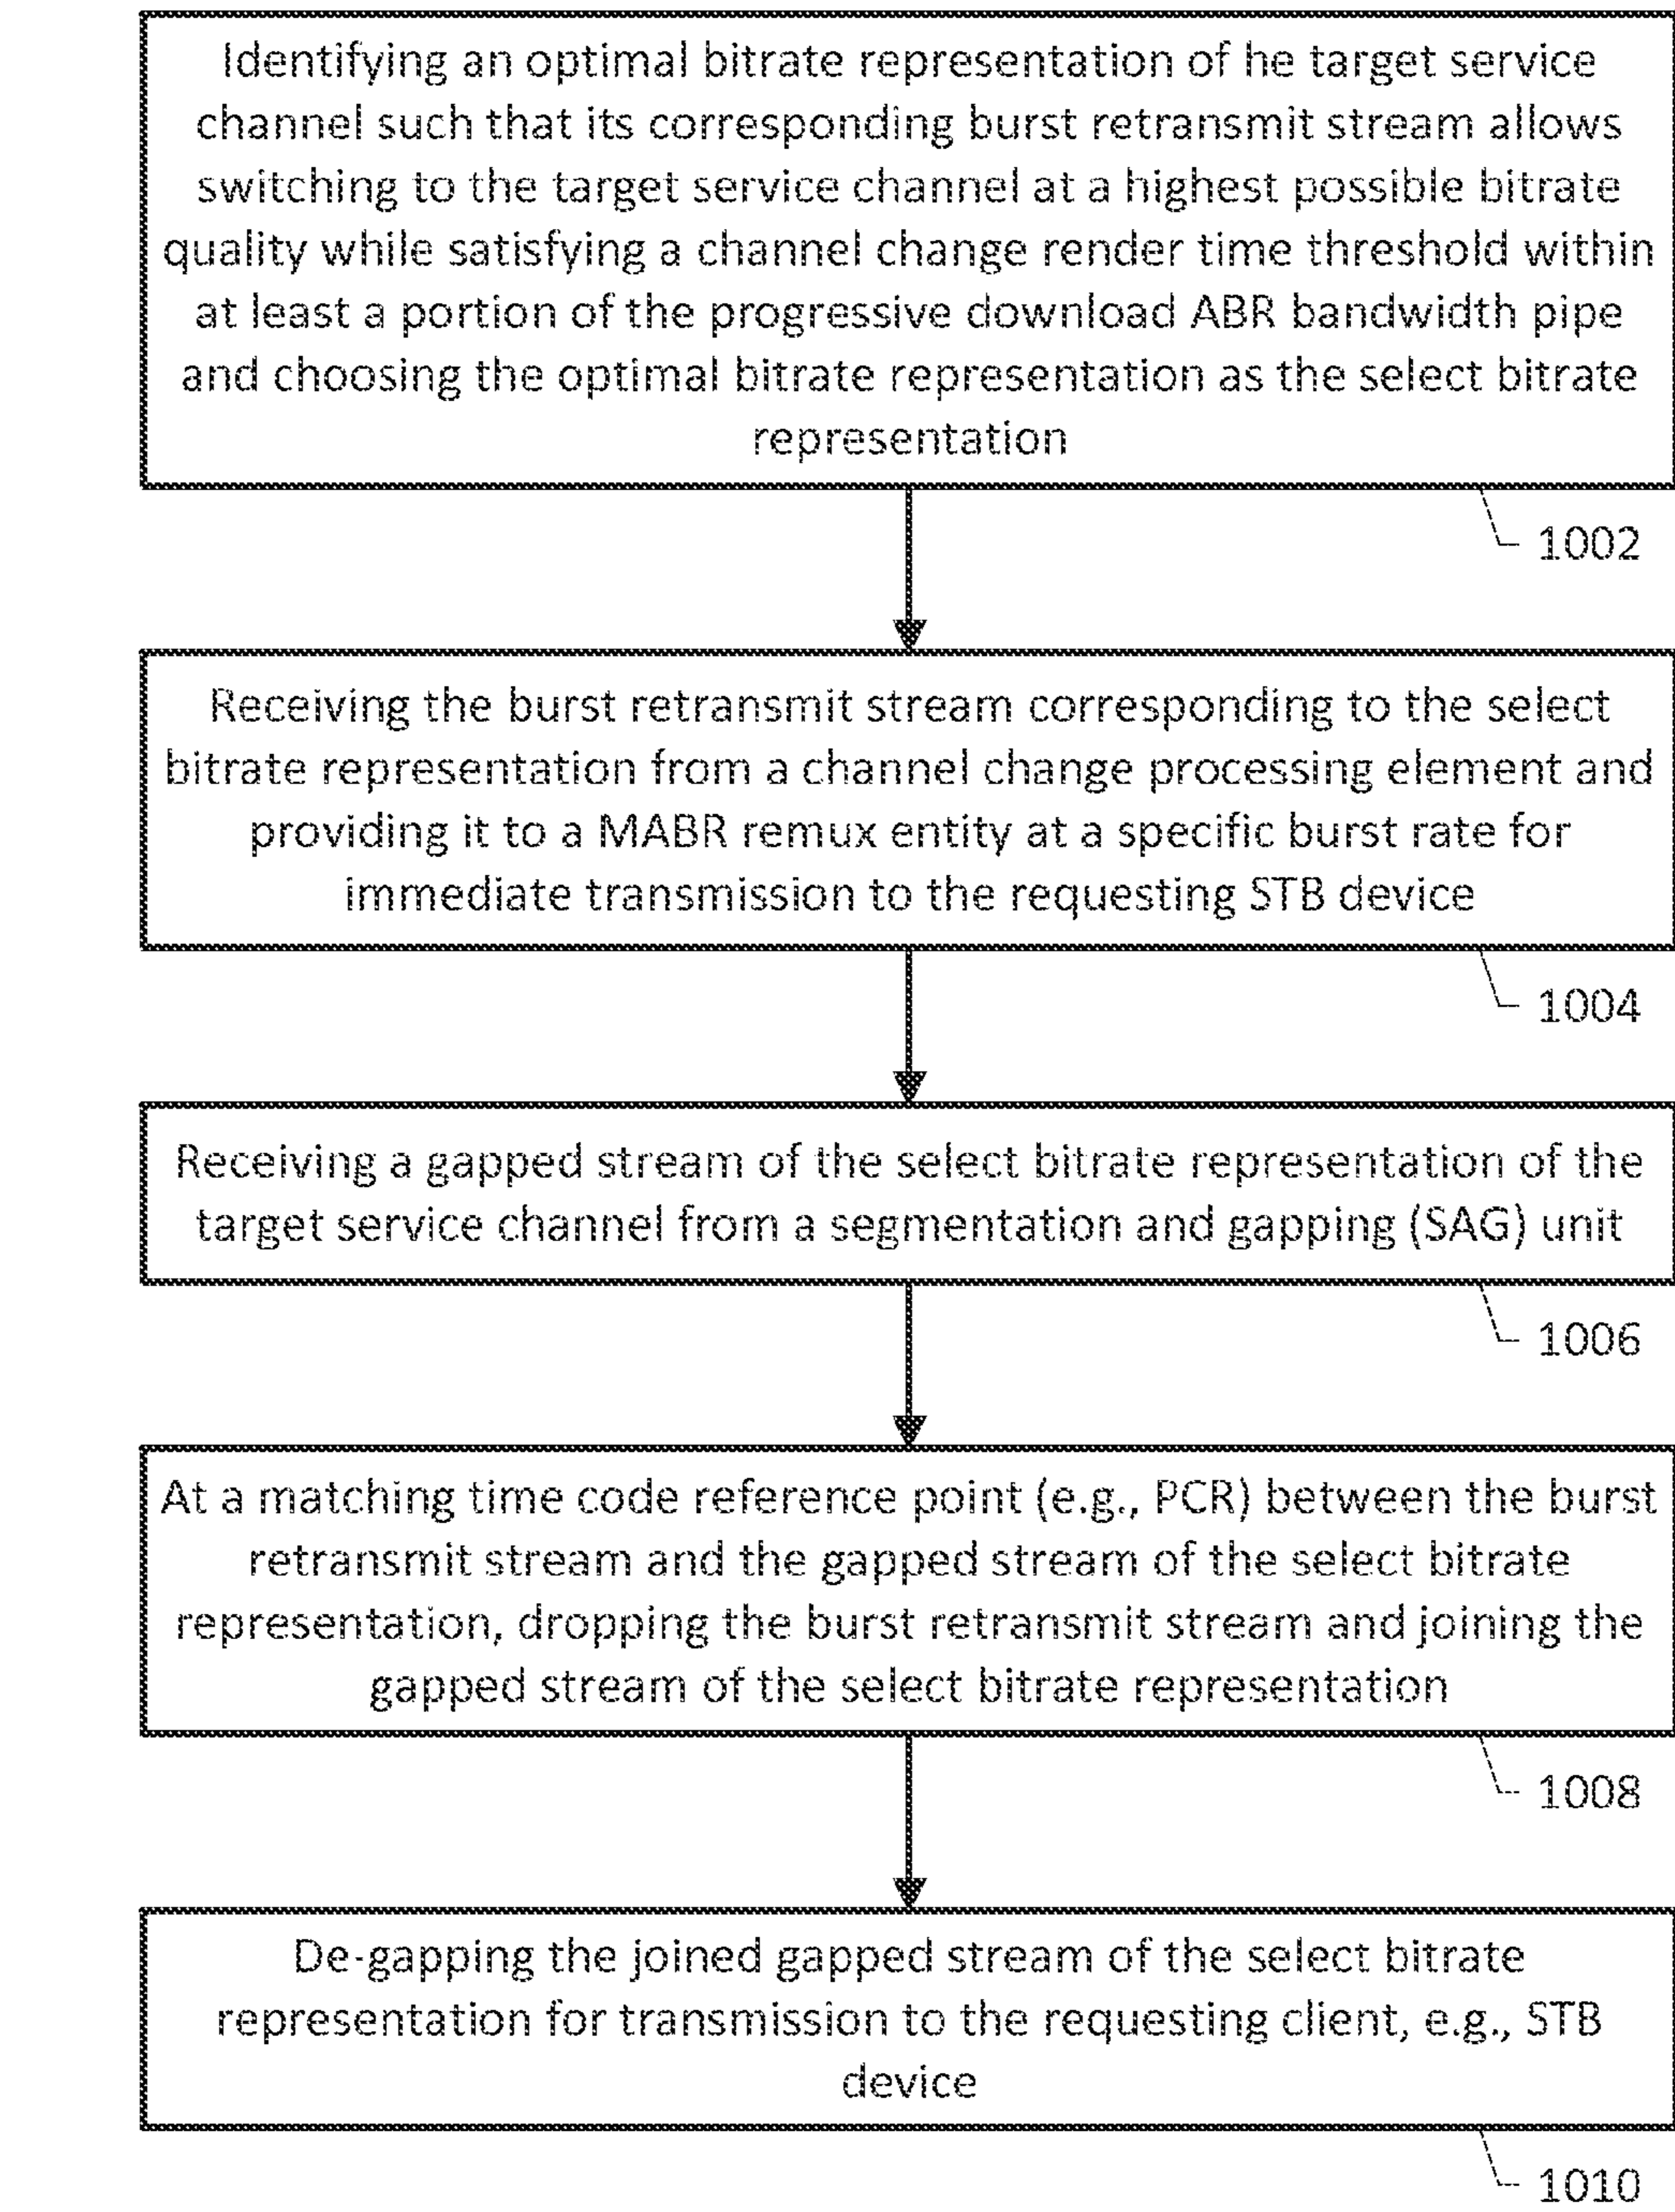 Identifying an optimal bitrate representation of he target service
channel such that its corresponding burst retransmit stream allows
switching to the target service channel at a highest possible bitrate
quality while satisfying a channel change render time threshold within
at least a portion of the progressive download ABR bandwidth pipe
and choosing the optimal bitrate representation as the select bitrate
representation
1002
Receiving the burst retransmit stream corresponding to the select
bitrate representation from a channel change processing element and
providing it to a MABR remux entity at a specific burst rate for
immediate transmission to the requesting STB device
1004
Receiving a gapped stream of the select bitrate representation of the
target service channel from a segmentation and gapping (SAG) unit
1006
At a matching time code reference point (e.g., PCR) between the burst
retransmit stream and the gapped stream of the select bitrate
representation, dropping the burst retransmit stream and joining the
gapped stream of the select bitrate representation
1008
De-gapping the joined gapped stream of the select bitrate
representation for transmission to the requesting client, e.g., STB
device
1010